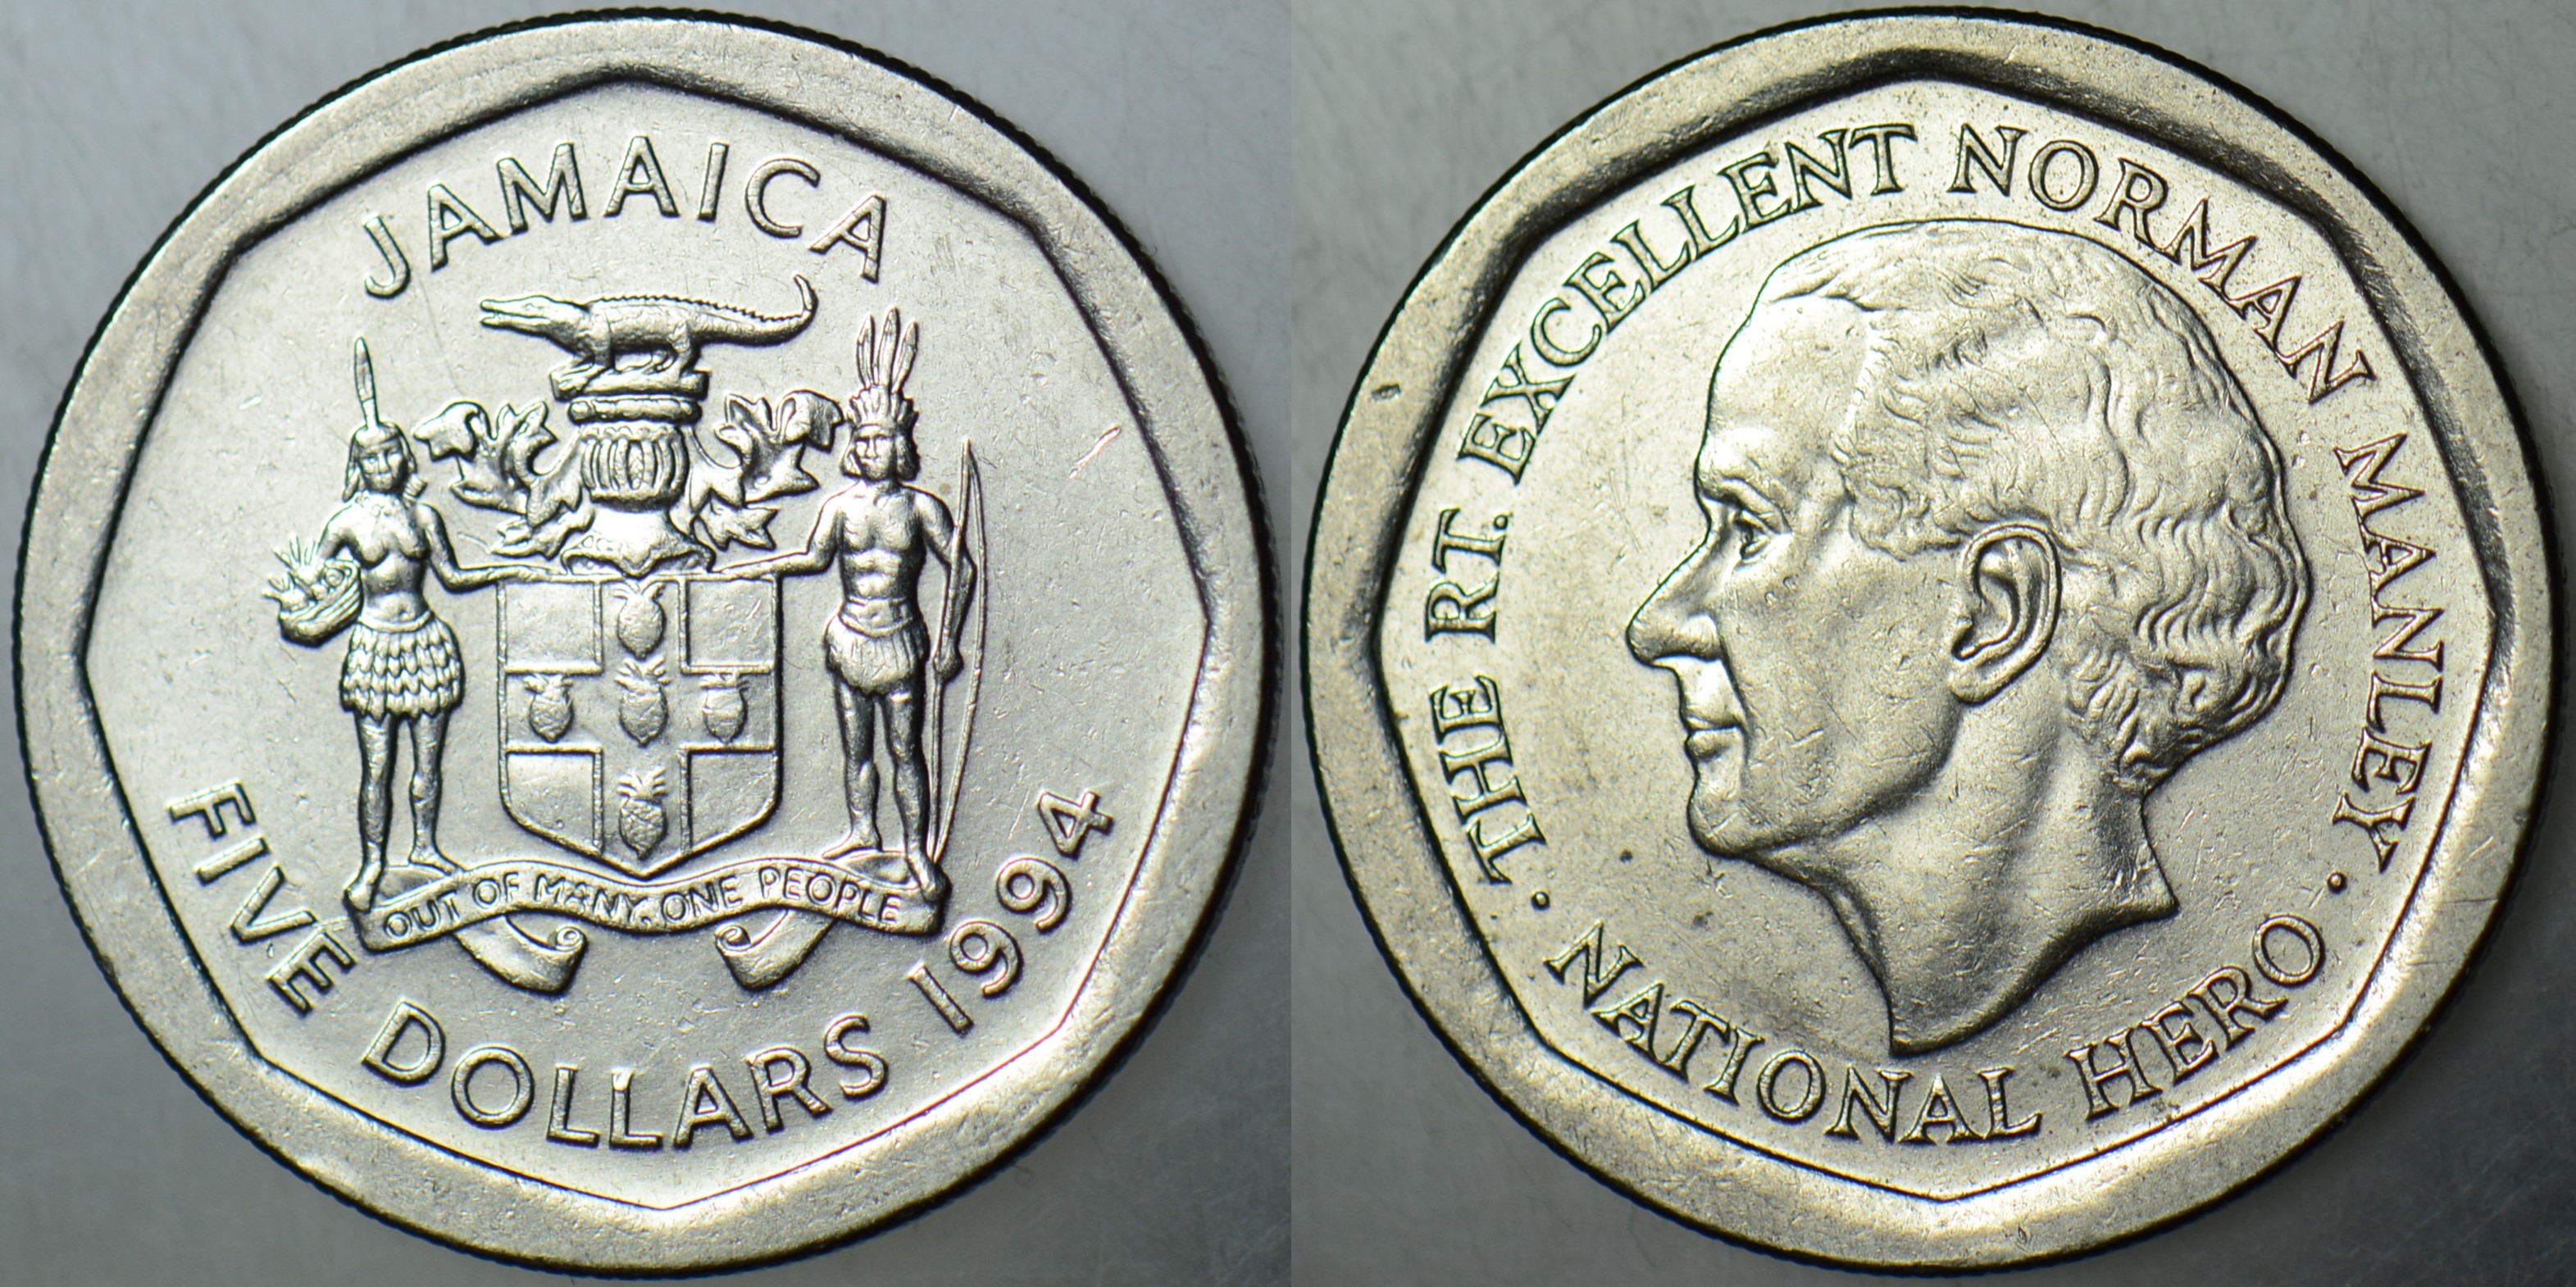 JAMAICA
OUT OF MANY, ONE PEOPLE
FIVE DOLLARS 1994
· THE RT. EXCELLENT NORMAN MANLEY ·
NATIONAL HERO